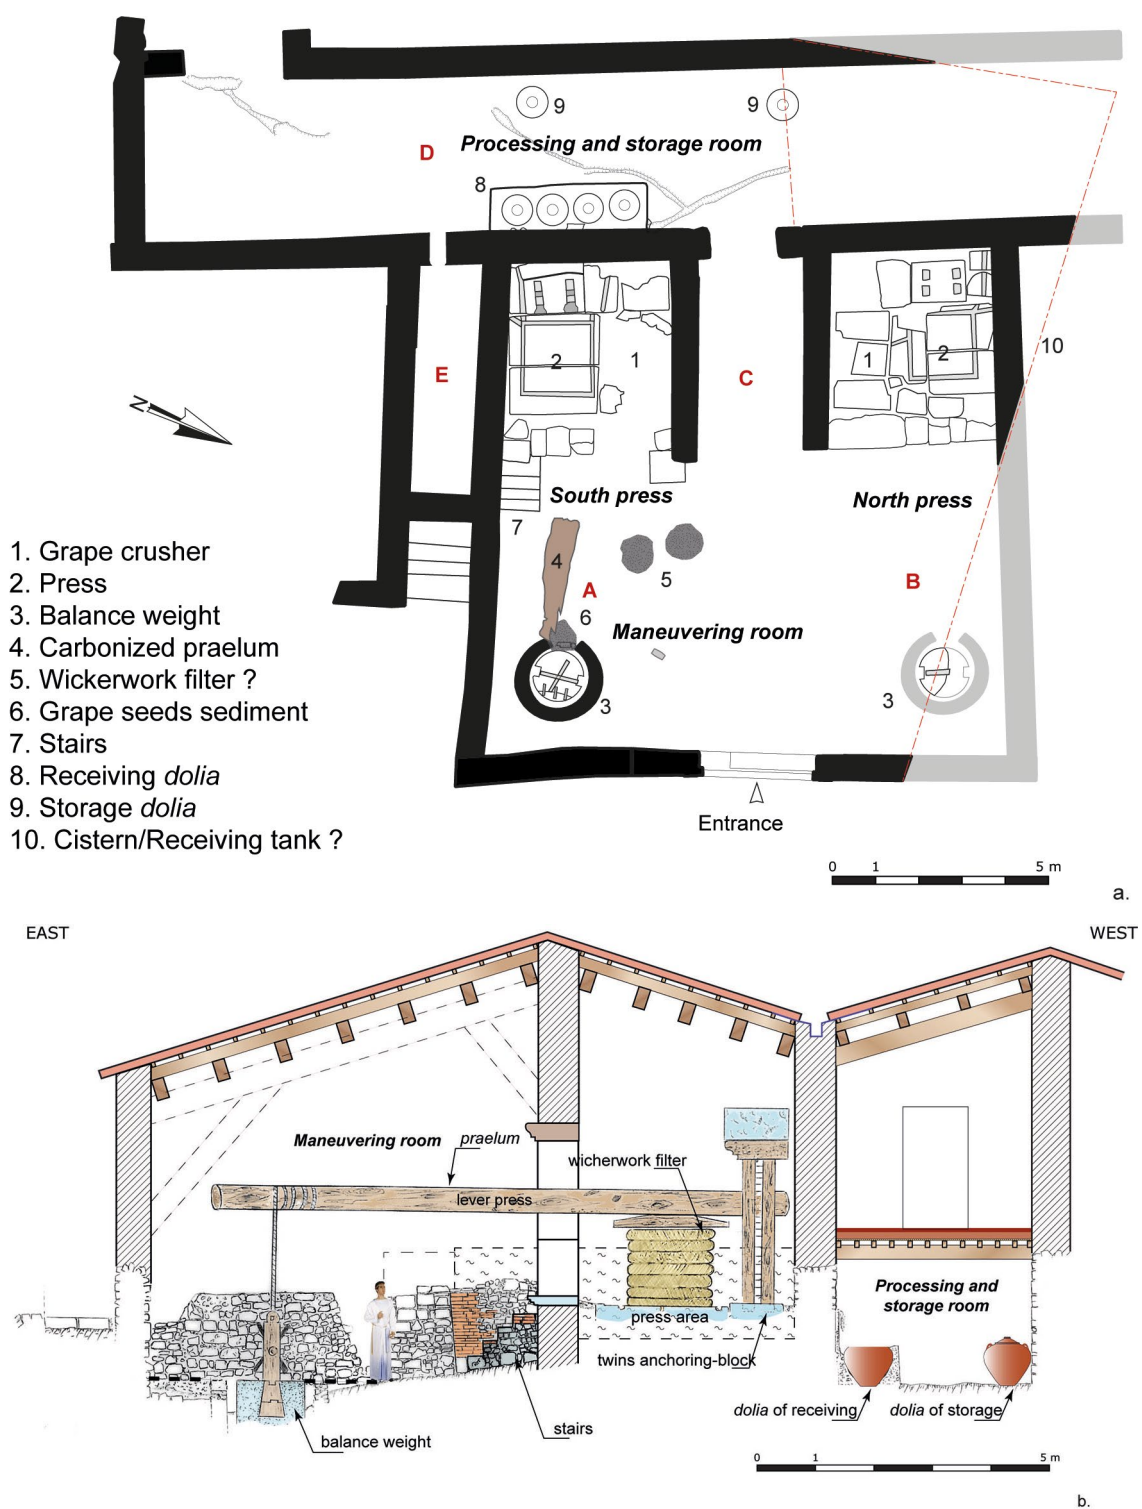 9
9
Processing and storage room
D
8
2
1
1
2
10
E
C
N
South press
North press
7
4
5
A
B
6
Maneuvering room
3
3
1. Grape crusher
2. Press
3. Balance weight
4. Carbonized praelum
5. Wickerwork filter ?
6. Grape seeds sediment
7. Stairs
8. Receiving dolia
9. Storage dolia
10. Cistern/Receiving tank ?
Entrance
0 1 5 m
a.
EAST
WEST
Maneuvering room
praelum
wicherwork filter
lever press
Processing and
storage room
press area
twins anchoring-block
dolia of receiving
dolia of storage
stairs
balance weight
0 1 5 m
b.